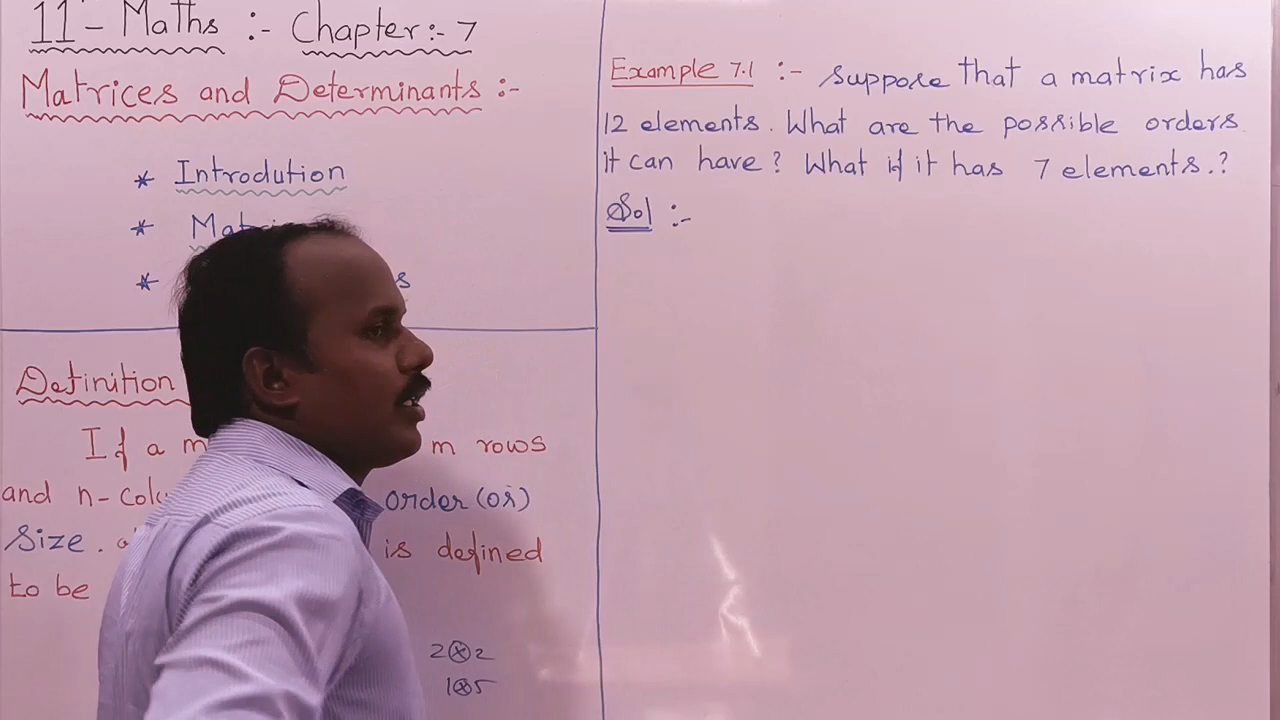 11 - Maths :- Chapter:- 7
Matrices and Determinants :-
* Introdution
*
*
Definition
If a m rows
and n- order (or)
Size. is defined
to be
2 ⊗ 2
1 ⊗ 5
Example 7.1 :- Suppose that a matrix has
12 elements. What are the possible orders
it can have? What if it has 7 elements.?
Sol :-